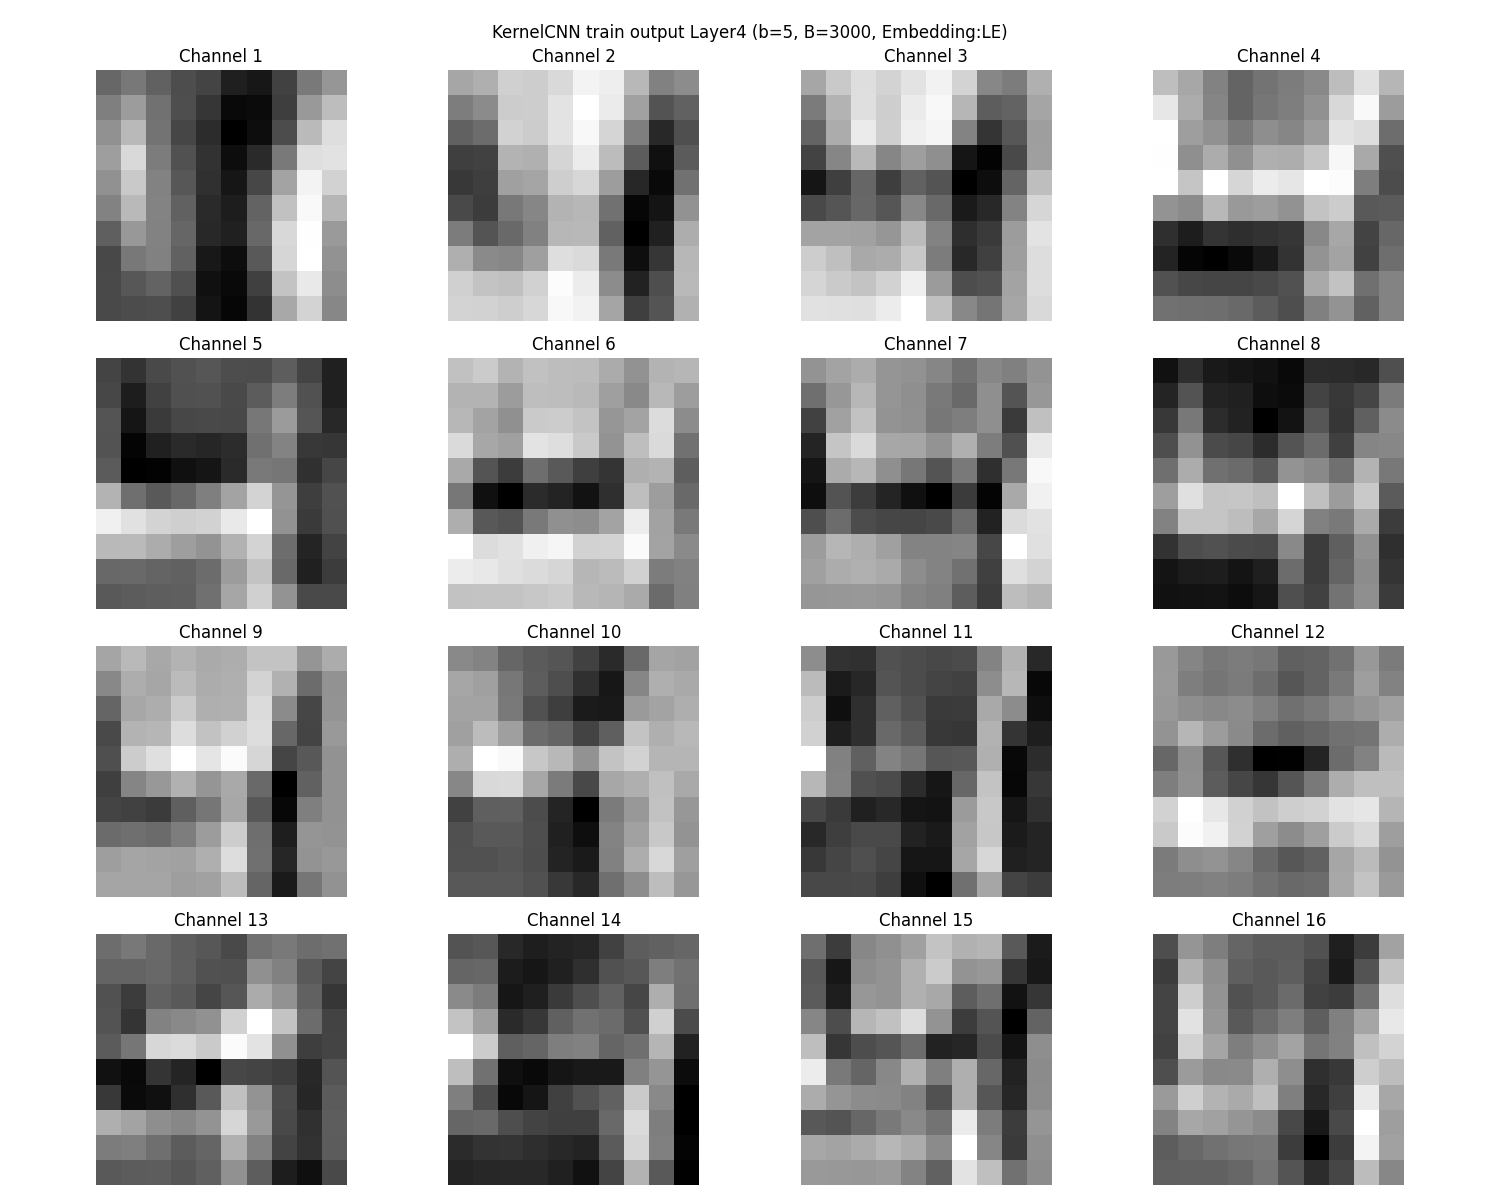 KernelCNN train output Layer4 (b=5, B=3000, Embedding:LE)
Channel 1 Channel 2 Channel 3 Channel 4
Channel 5 Channel 6 Channel 7 Channel 8
Channel 9 Channel 10 Channel 11 Channel 12
Channel 13 Channel 14 Channel 15 Channel 16